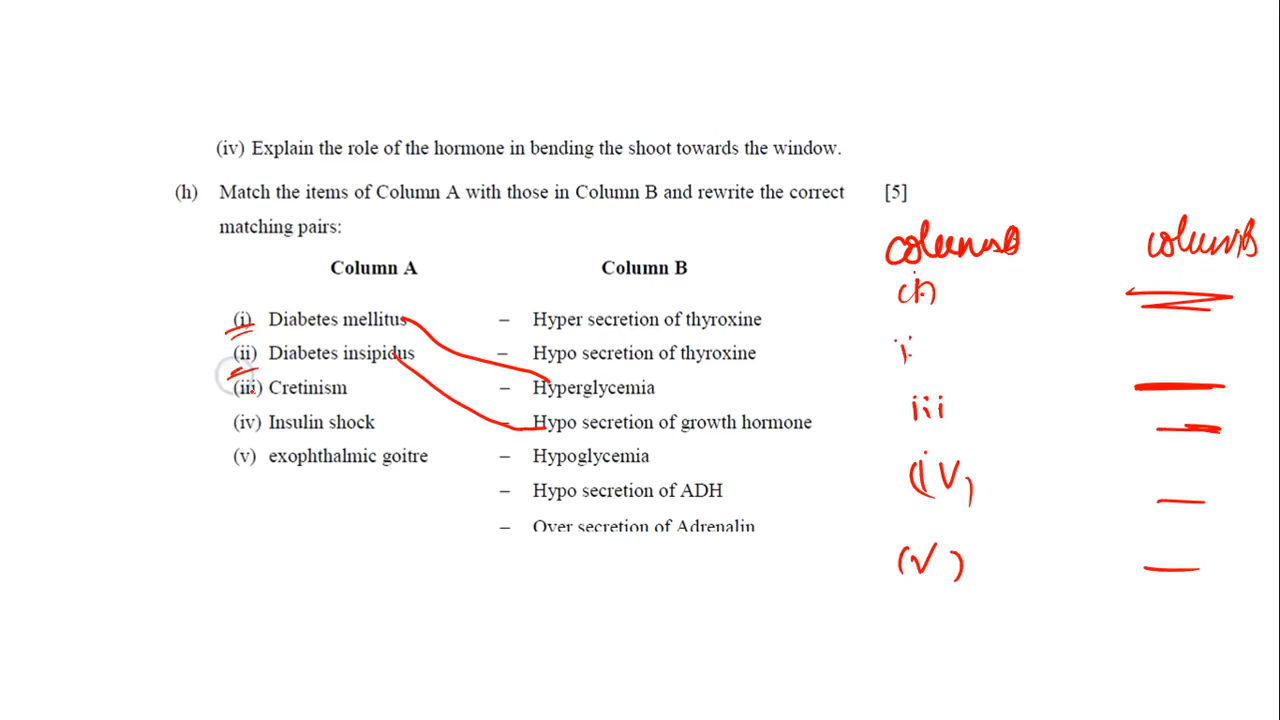 (iv) Explain the role of the hormone in bending the shoot towards the window.
(h) Match the items of Column A with those in Column B and rewrite the correct [5]
matching pairs:
Column A Column B
(i) Diabetes mellitus – Hyper secretion of thyroxine
(ii) Diabetes insipidus – Hypo secretion of thyroxine
(iii) Cretinism – Hyperglycemia
(iv) Insulin shock – Hypo secretion of growth hormone
(v) exophthalmic goitre – Hypoglycemia
– Hypo secretion of ADH
– Over secretion of Adrenalin
columnB
iii
(iv)
(v)